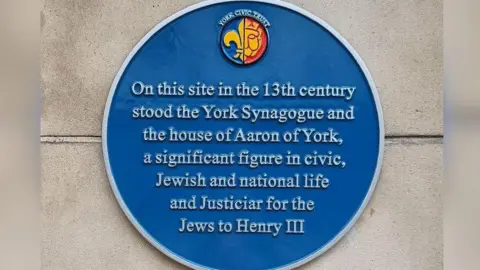 YORK CIVIC TRUST
On this site in the 13th century
stood the York Synagogue and
the house of Aaron of York,
a significant figure in civic,
Jewish and national life
and Justiciar for the
Jews to Henry III